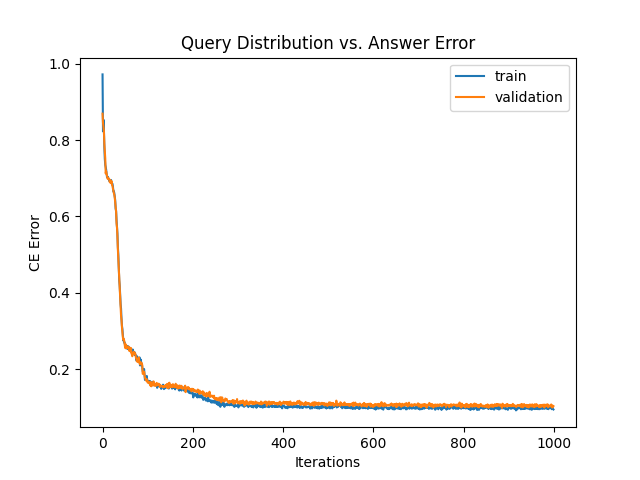 Query Distribution vs. Answer Error
train
validation
CE Error
1.0
0.8
0.6
0.4
0.2
0 200 400 600 800 1000
Iterations